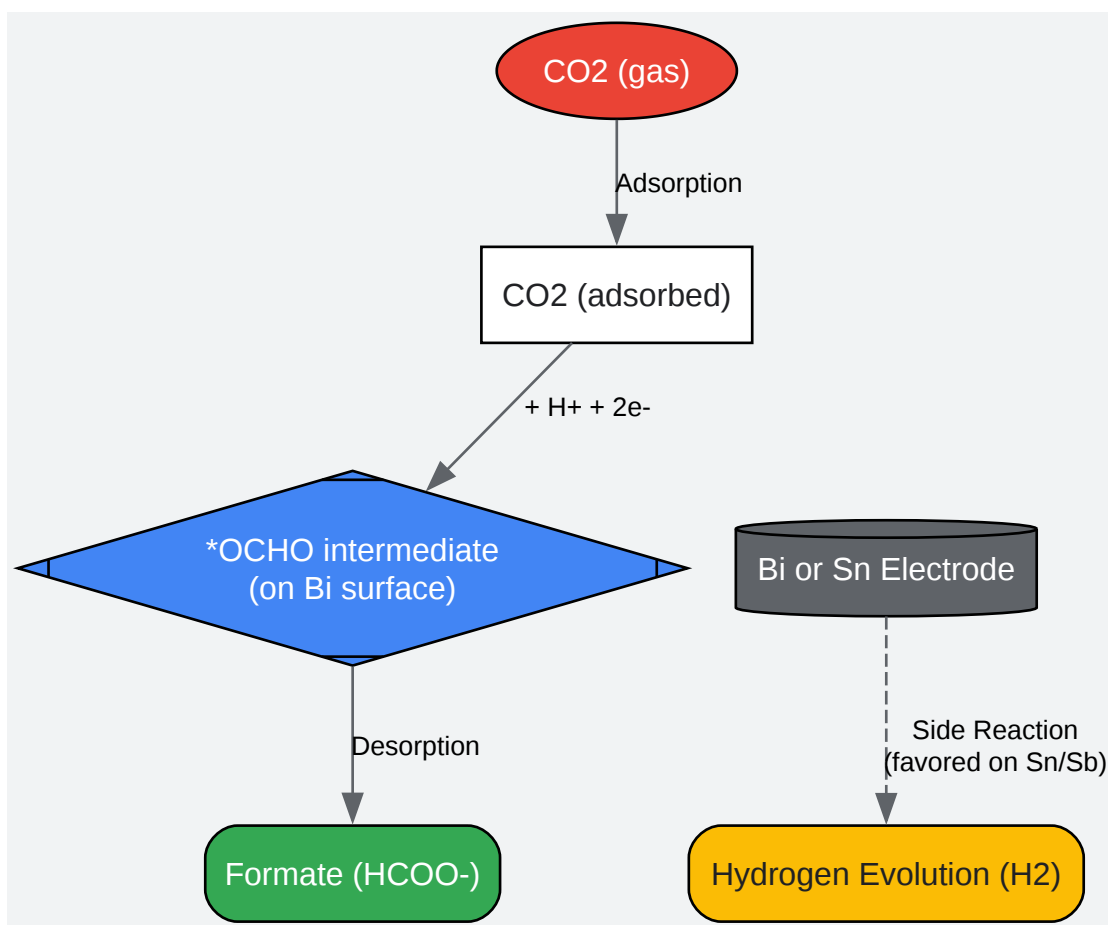 CO2 (gas)
Adsorption
CO2 (adsorbed)
+ H+ + 2e-
*OCHO intermediate
(on Bi surface)
Bi or Sn Electrode
Desorption
Side Reaction
(favored on Sn/Sb)
Formate (HCOO-)
Hydrogen Evolution (H2)